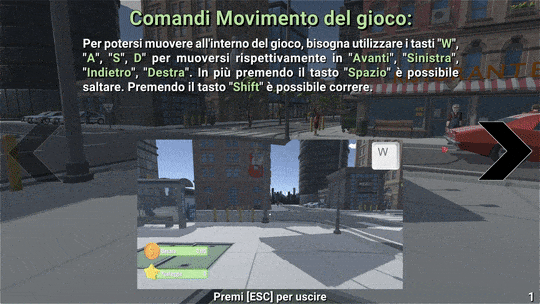 Comandi Movimento del gioco:
Per potersi muovere all'interno del gioco, bisogna utilizzare i tasti "W",
"A", "S", D" per muoversi rispettivamente in "Avanti", "Sinistra",
"Indietro", "Destra". In più premendo il tasto "Spazio" è possibile
saltare. Premendo il tasto "Shift" è possibile correre.
W
Premi [ESC] per uscire
1